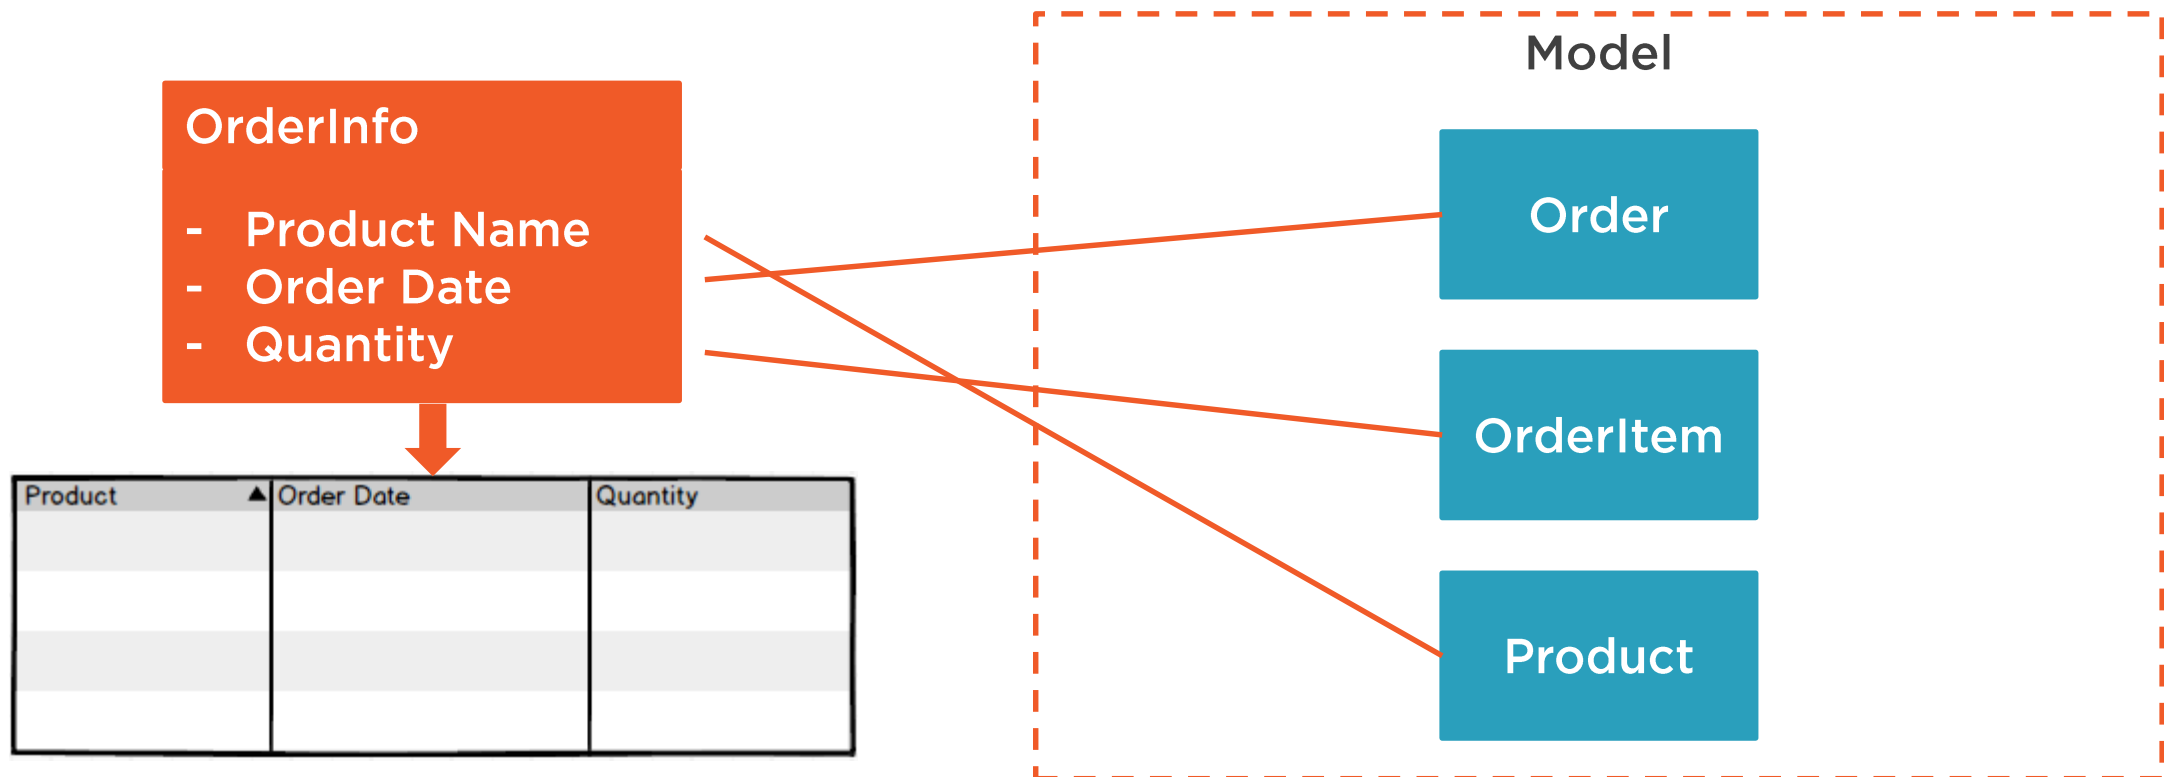 OrderInfo
- Product Name
- Order Date
- Quantity
Product ▲ Order Date Quantity
Model
Order
OrderItem
Product